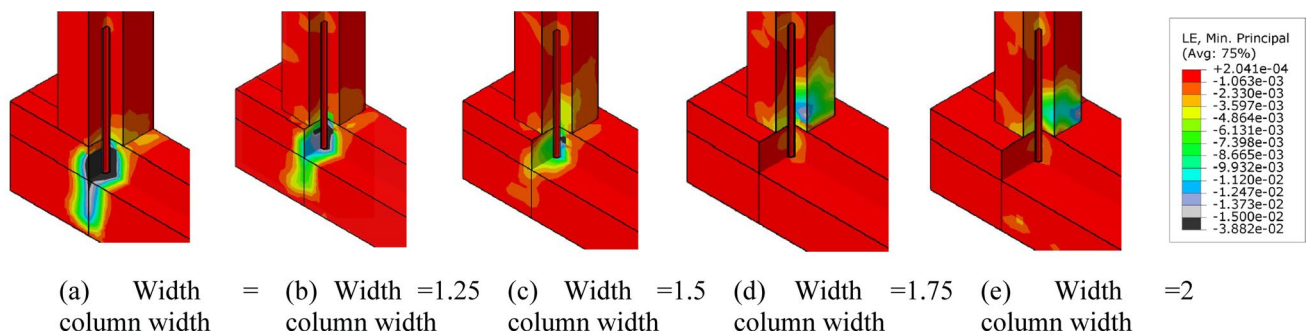 LE, Min. Principal
(Avg: 75%)
+2.041e-04
-1.063e-03
-2.330e-03
-3.597e-03
-4.864e-03
-6.131e-03
-7.398e-03
-8.665e-03
-9.932e-03
-1.120e-02
-1.247e-02
-1.373e-02
-1.500e-02
-3.882e-02
(a) Width =
column width
(b) Width =1.25
column width
(c) Width =1.5
column width
(d) Width =1.75
column width
(e) Width =2
column width